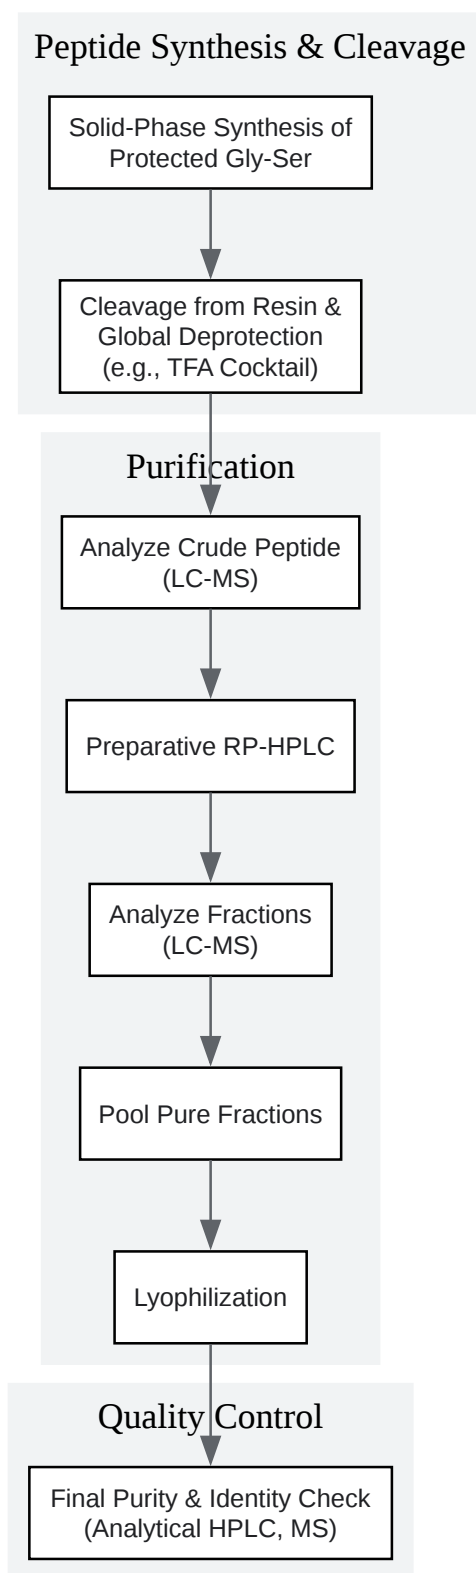 Peptide Synthesis & Cleavage
Solid-Phase Synthesis of
Protected Gly-Ser
Cleavage from Resin &
Global Deprotection
(e.g., TFA Cocktail)
Purification
Analyze Crude Peptide
(LC-MS)
Preparative RP-HPLC
Analyze Fractions
(LC-MS)
Pool Pure Fractions
Lyophilization
Quality Control
Final Purity & Identity Check
(Analytical HPLC, MS)